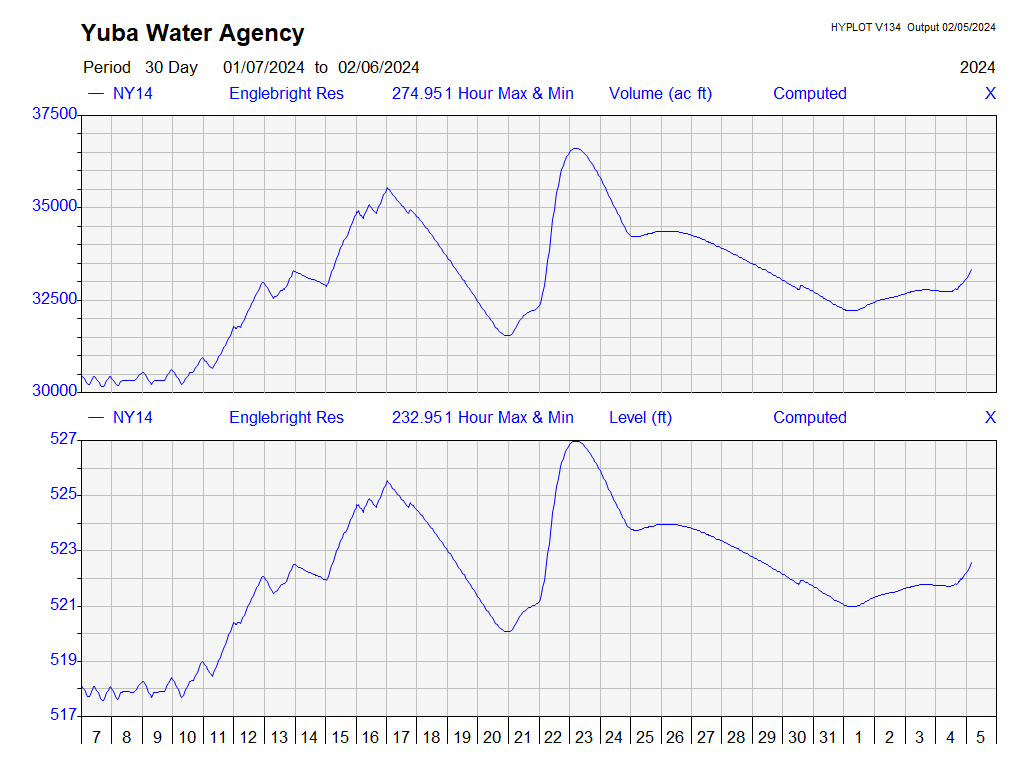 Yuba Water Agency
HYPLOT V134 Output 02/05/2024
Period 30 Day 01/07/2024 to 02/06/2024
2024
NY14 Englebright Res 274.951 Hour Max & Min Volume (ac ft) Computed X
37500
35000
32500
30000
NY14 Englebright Res 232.951 Hour Max & Min Level (ft) Computed X
527
525
523
521
519
517
7 8 9 10 11 12 13 14 15 16 17 18 19 20 21 22 23 24 25 26 27 28 29 30 31 1 2 3 4 5